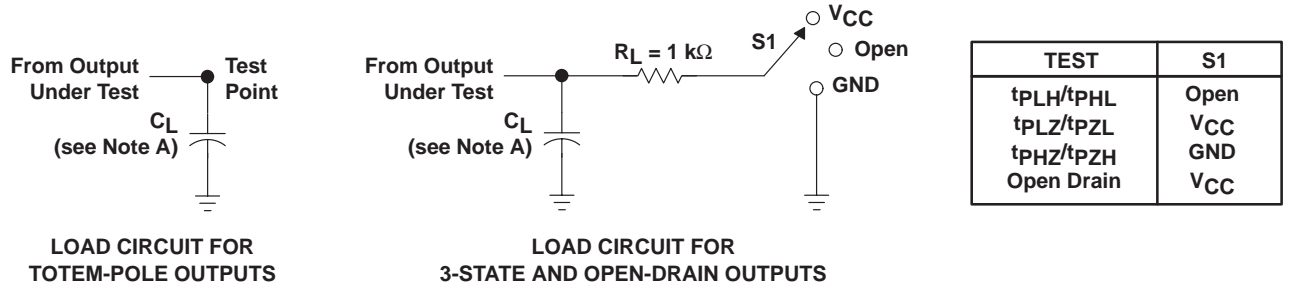 From Output
Under Test
Test
Point
CL
(see Note A)
LOAD CIRCUIT FOR
TOTEM-POLE OUTPUTS
From Output
Under Test
RL = 1 kΩ
S1
VCC
Open
GND
CL
(see Note A)
LOAD CIRCUIT FOR
3-STATE AND OPEN-DRAIN OUTPUTS
TEST S1
tPLH/tPHL Open
tPLZ/tPZL VCC
tPHZ/tPZH GND
Open Drain VCC